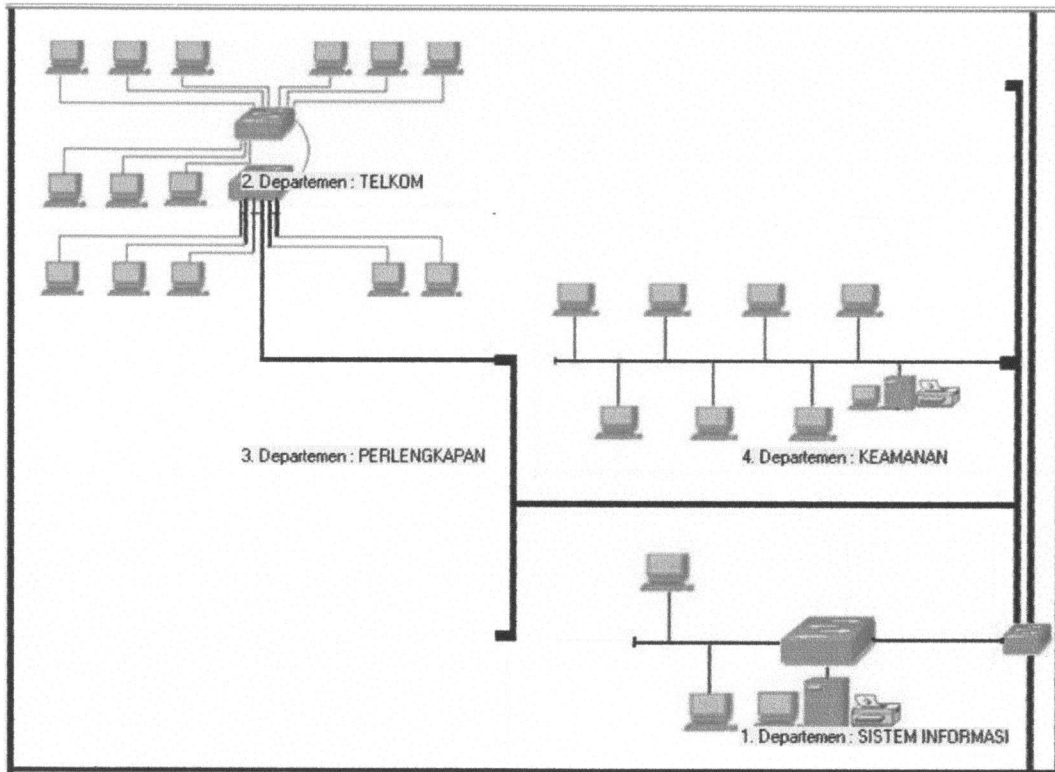 2. Departemen : TELKOM
3. Departemen : PERLENGKAPAN
4. Departemen : KEAMANAN
1. Departemen : SISTEM INFORMASI